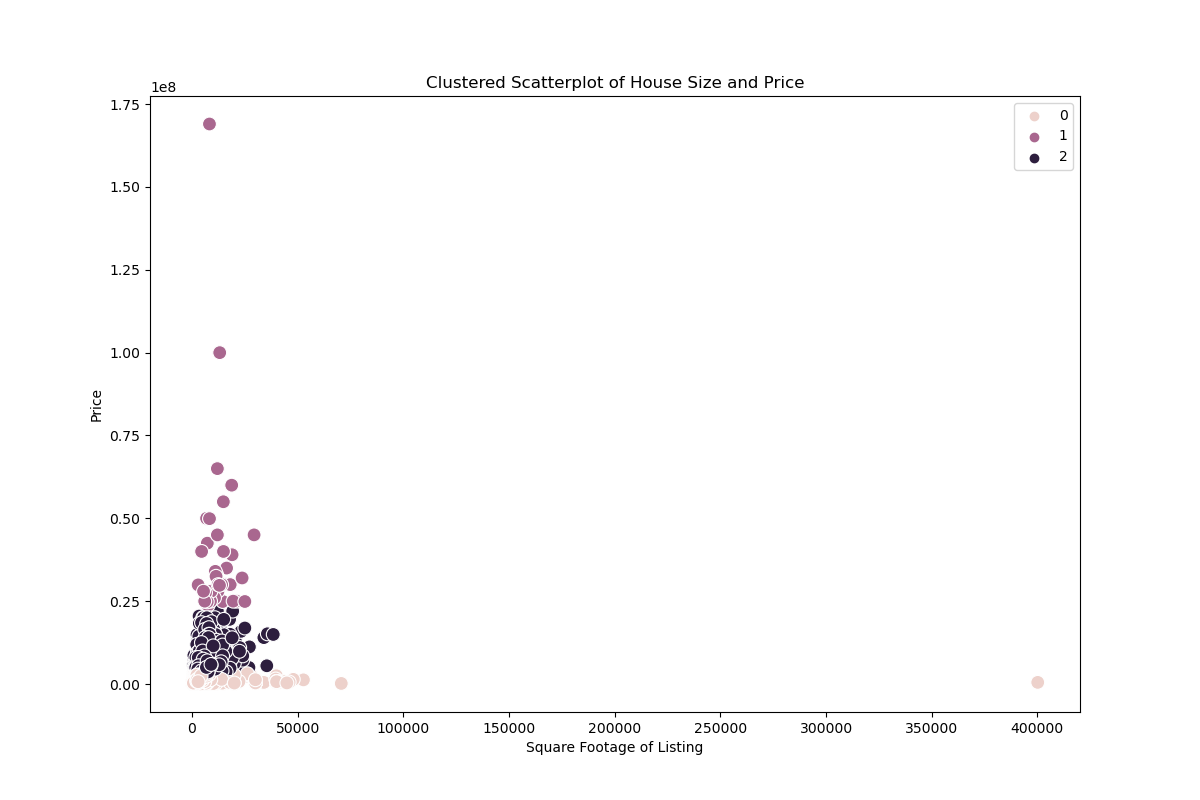 Clustered Scatterplot of House Size and Price
1e8
1.75
1.50
1.25
1.00
0.75
0.50
0.25
0.00
Price
0
1
2
0 50000 100000 150000 200000 250000 300000 350000 400000
Square Footage of Listing